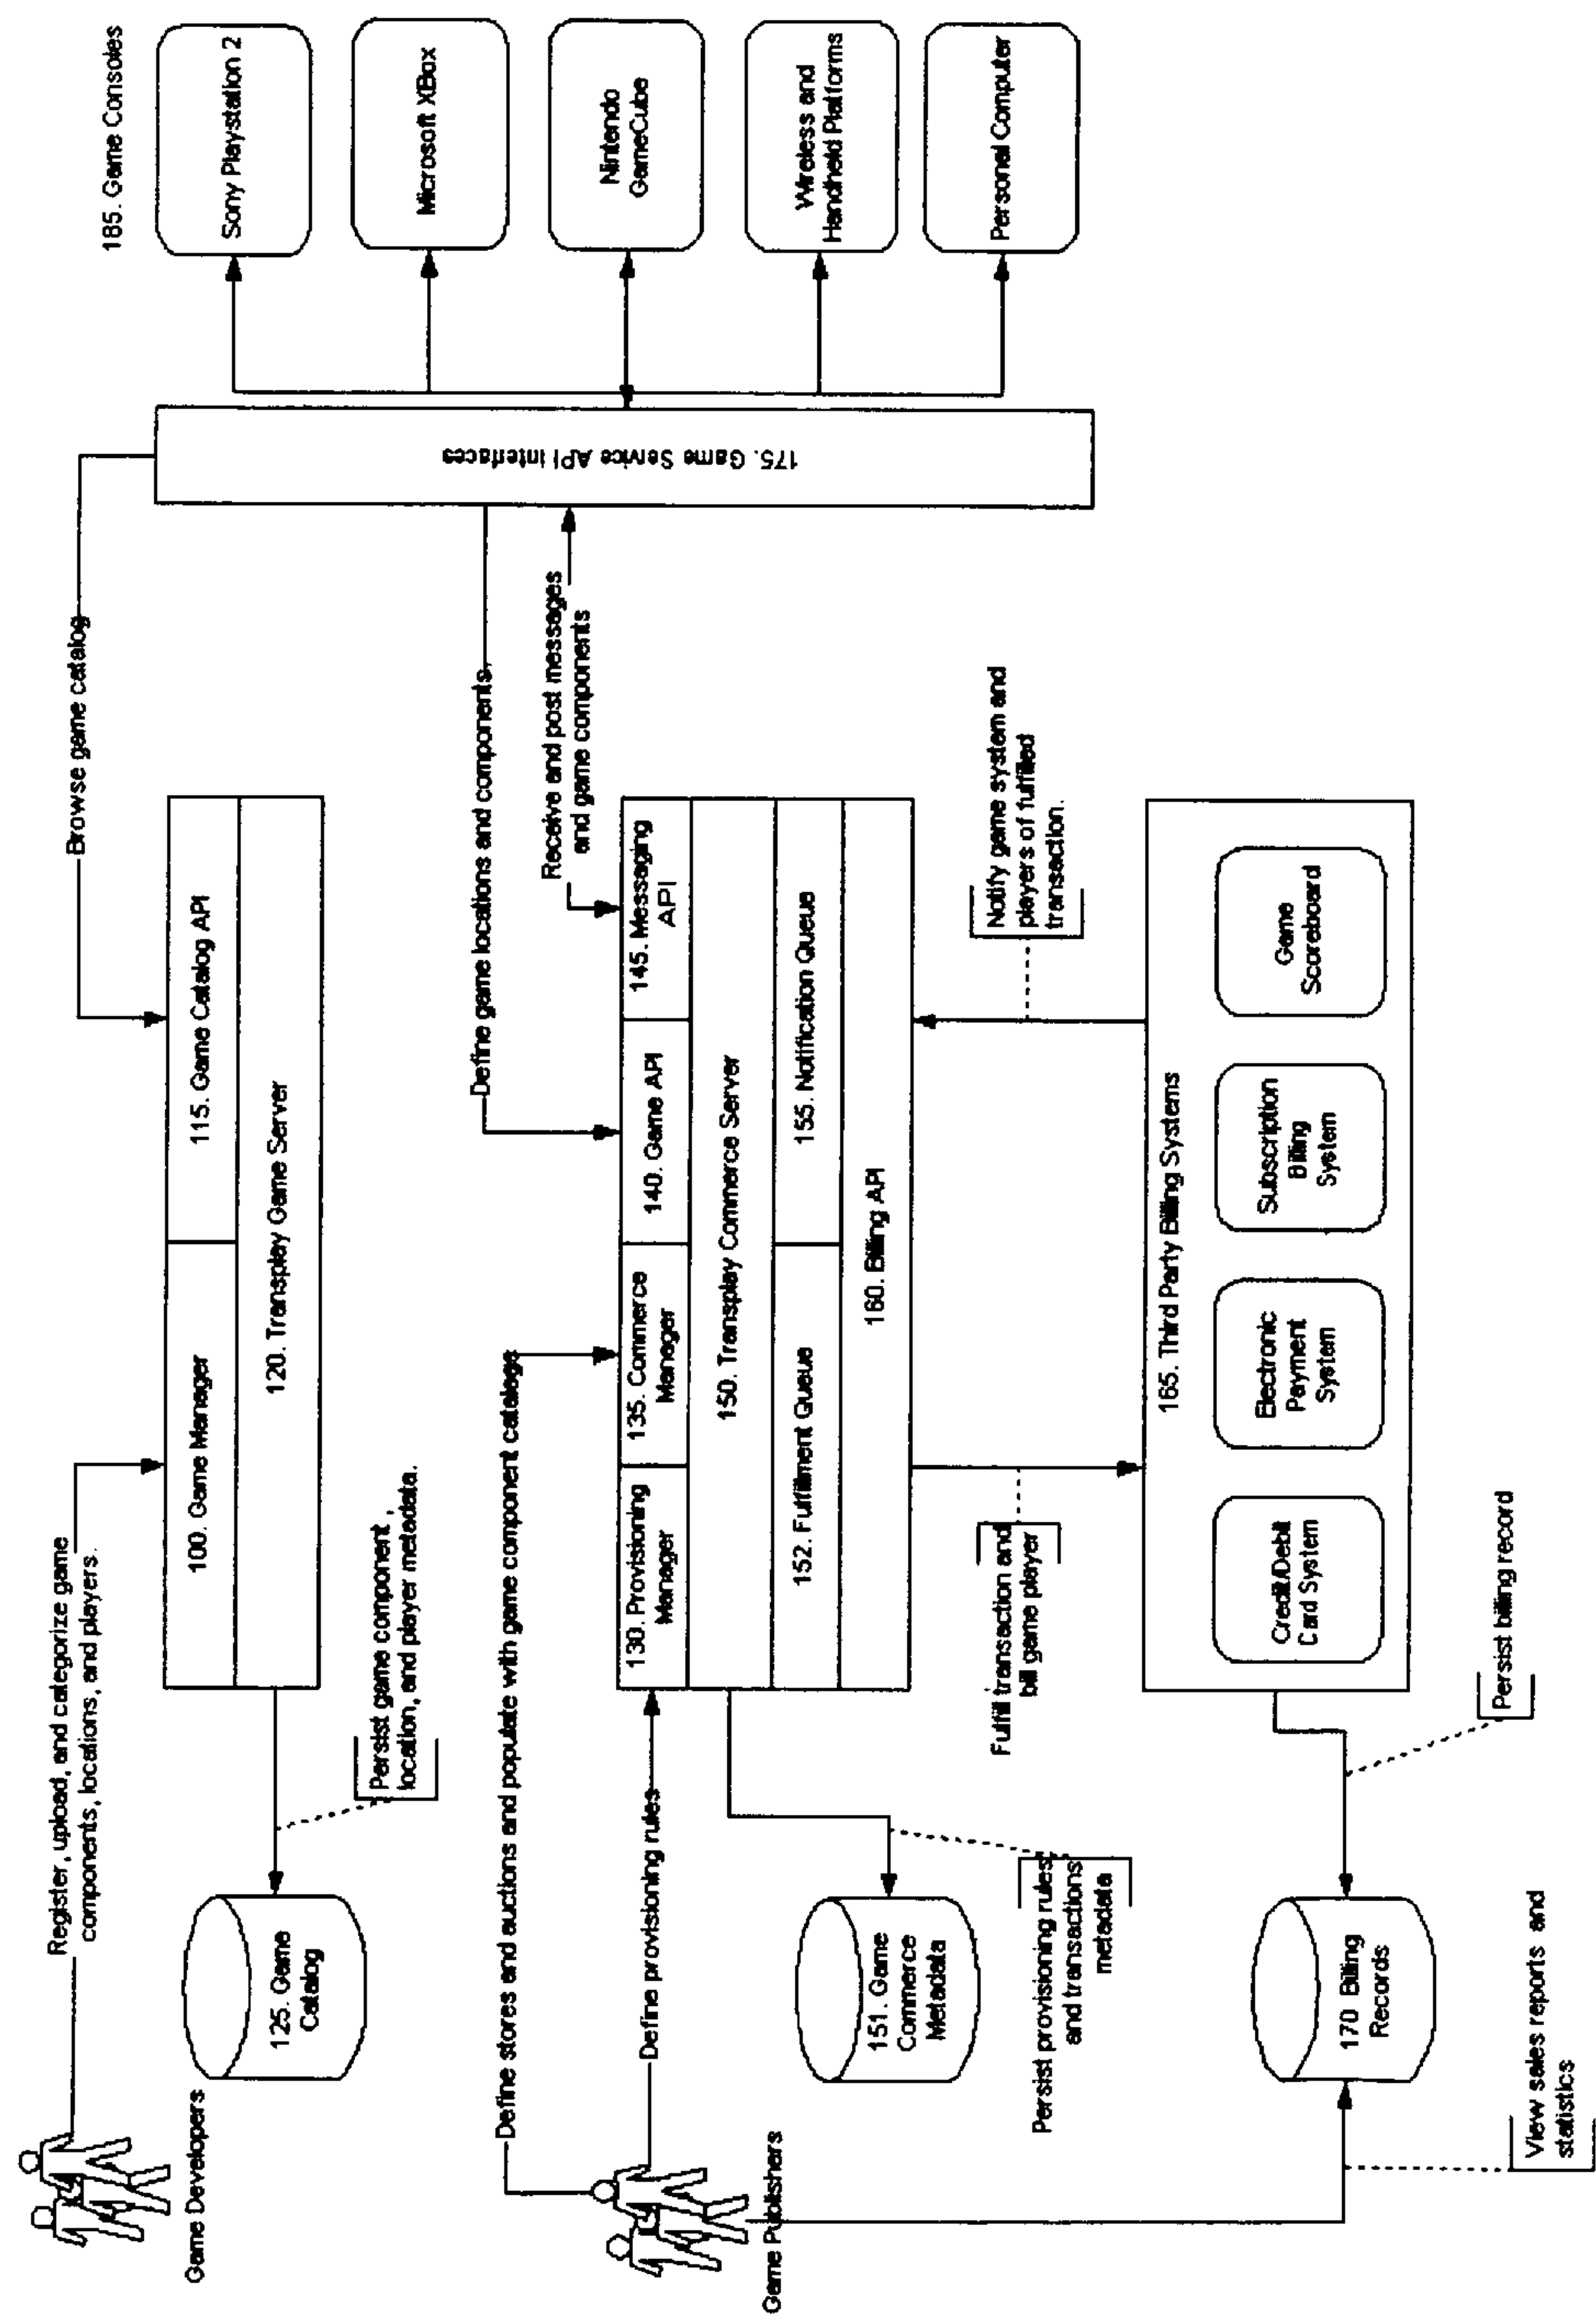 Register, upload, and categorize game
components, locations, and players.
Browse game catalog
185. Game Consoles
Game Developers
100. Game Manager
115. Game Catalog API
120. Transplay Game Server
125. Game
Catalog
Persist game component,
location, and player metadata.
Sony Playstation 2
Microsoft XBox
Nintendo
GameCube
Wireless and
Handheld Platforms
Personal Computer
175. Game Service API Interfaces
Define stores and auctions and populate with game component catalogs
Define game locations and components.
Receive and post messages
and game components
Define provisioning rules
Game Publishers
130. Provisioning
Manager
135. Commerce
Manager
140. Game API
145. Messaging
API
150. Transplay Commerce Server
152. Fulfillment Queue
155. Notification Queue
160. Billing API
151. Game
Commerce
Metadata
Persist provisioning rules
and transactions
metadata
Fulfill transaction and
bill game player
Notify game system and
players of fulfilled
transaction.
165. Third Party Billing Systems
Credit/Debit
Card System
Electronic
Payment
System
Subscription
Billing
System
Game
Scoreboard
170 Billing
Records
Persist billing record
View sales reports and
statistics